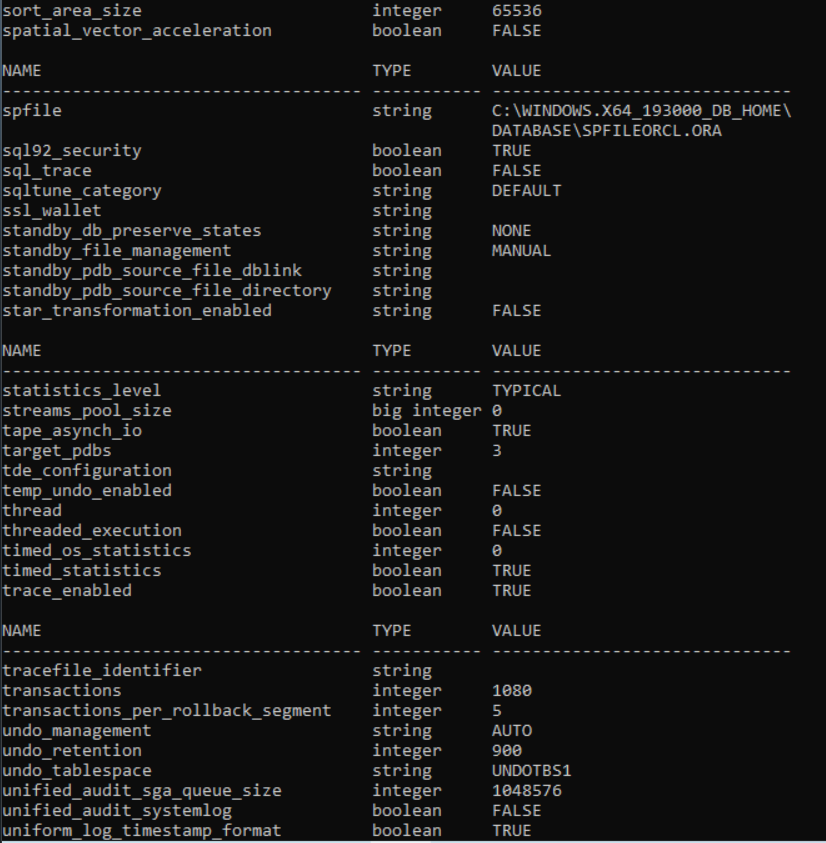 sort_area_size                       integer     65536
spatial_vector_acceleration          boolean     FALSE
NAME                                 TYPE        VALUE
------------------------------------ ----------- ------------------------------
spfile                               string      C:\WINDOWS.X64_193000_DB_HOME\
                                                 DATABASE\SPFILEORCL.ORA
sql92_security                       boolean     TRUE
sql_trace                            boolean     FALSE
sqltune_category                     string      DEFAULT
ssl_wallet                           string
standby_db_preserve_states           string      NONE
standby_file_management              string      MANUAL
standby_pdb_source_file_dblink       string
standby_pdb_source_file_directory    string
star_transformation_enabled          string      FALSE
NAME                                 TYPE        VALUE
------------------------------------ ----------- ------------------------------
statistics_level                     string      TYPICAL
streams_pool_size                    big integer 0
tape_asynch_io                       boolean     TRUE
target_pdbs                          integer     3
tde_configuration                    string
temp_undo_enabled                    boolean     FALSE
thread                               integer     0
threaded_execution                   boolean     FALSE
timed_os_statistics                  integer     0
timed_statistics                     boolean     TRUE
trace_enabled                        boolean     TRUE
NAME                                 TYPE        VALUE
------------------------------------ ----------- ------------------------------
tracefile_identifier                 string
transactions                         integer     1080
transactions_per_rollback_segment    integer     5
undo_management                      string      AUTO
undo_retention                       integer     900
undo_tablespace                      string      UNDOTBS1
unified_audit_sga_queue_size         integer     1048576
unified_audit_systemlog              boolean     FALSE
uniform_log_timestamp_format         boolean     TRUE